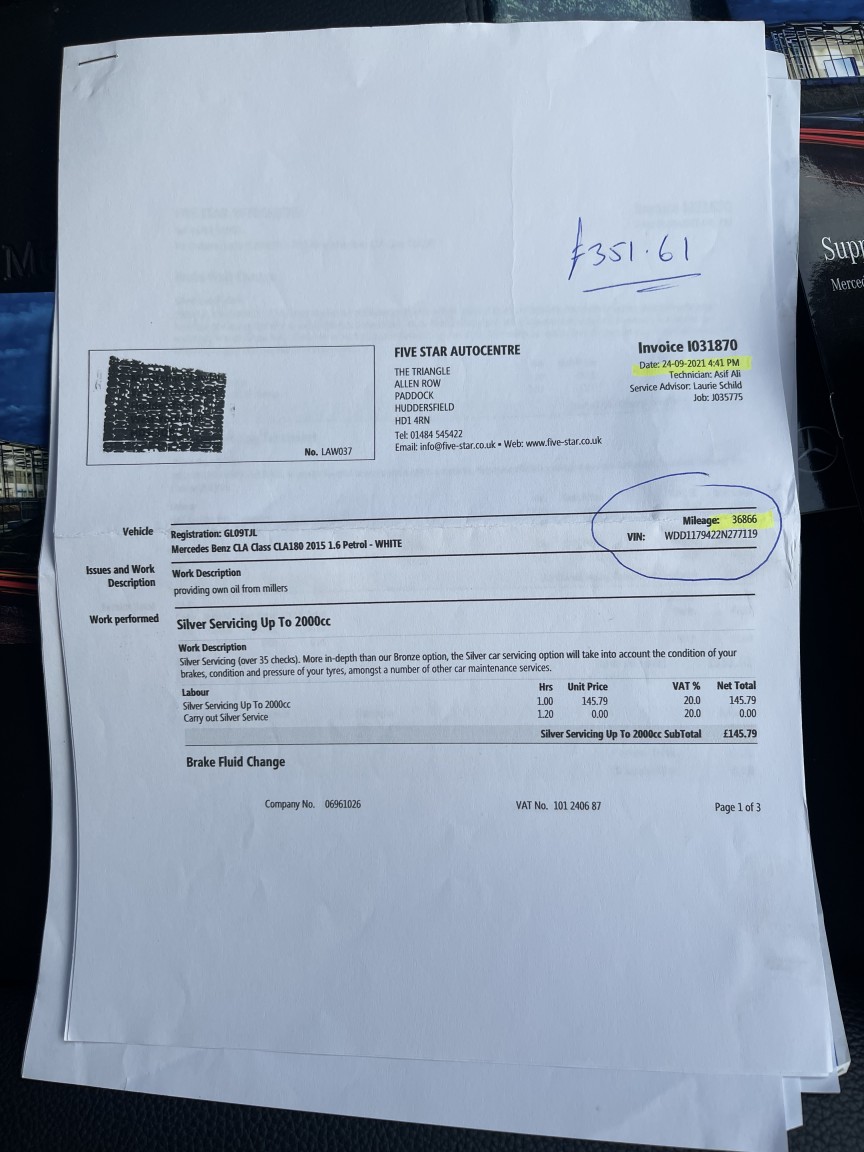 £351.61
Supp
Merced
FIVE STAR AUTOCENTRE
THE TRIANGLE
ALLEN ROW
PADDOCK
HUDDERSFIELD
HD1 4RN
Tel: 01484 545422
Email: info@five-star.co.uk • Web: www.five-star.co.uk
Invoice I031870
Date: 24-09-2021 4:41 PM
Technician: Asif Ali
Service Advisor: Laurie Schild
Job: J035775
No. LAW037
Vehicle
Registration: GL09TJL
Mercedes Benz CLA Class CLA180 2015 1.6 Petrol - WHITE
Mileage: 36866
VIN: WDD1179422N277119
Issues and Work Description
Work Description
providing own oil from millers
Work performed
Silver Servicing Up To 2000cc
Work Description
Silver Servicing (over 35 checks). More in-depth than our Bronze option, the Silver car servicing option will take into account the condition of your
brakes, condition and pressure of your tyres, amongst a number of other car maintenance services.
Labour Hrs Unit Price VAT % Net Total
Silver Servicing Up To 2000cc 1.00 145.79 20.0 145.79
Carry out Silver Service 1.20 0.00 20.0 0.00
Silver Servicing Up To 2000cc SubTotal £145.79
Brake Fluid Change
Company No. 06961026 VAT No. 101 2406 87 Page 1 of 3